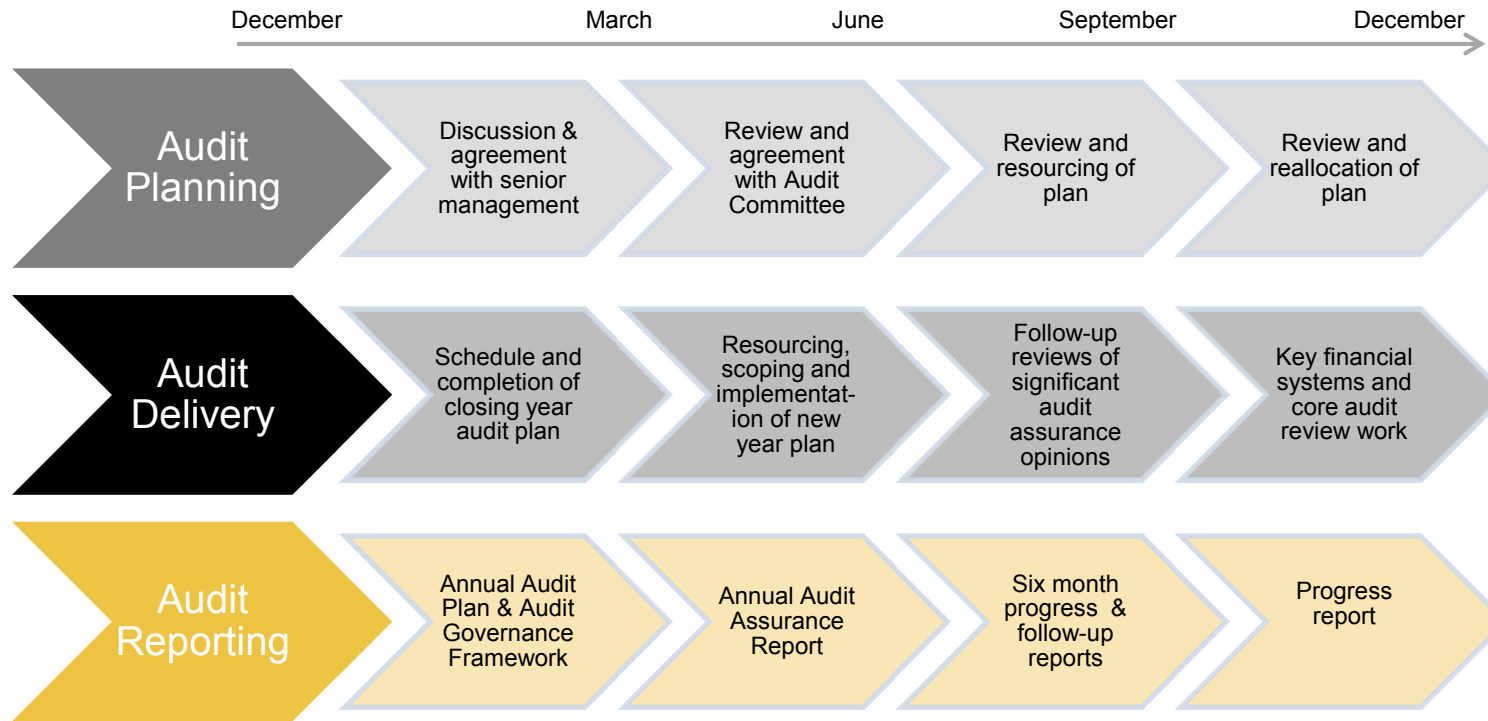 December March June September December
Audit
Planning
Discussion &
agreement
with senior
management
Review and
agreement
with Audit
Committee
Review and
resourcing of
plan
Review and
reallocation of
plan
Audit
Delivery
Schedule and
completion of
closing year
audit plan
Resourcing,
scoping and
implementat-
ion of new
year plan
Follow-up
reviews of
significant
audit
assurance
opinions
Key financial
systems and
core audit
review work
Audit
Reporting
Annual Audit
Plan & Audit
Governance
Framework
Annual Audit
Assurance
Report
Six month
progress &
follow-up
reports
Progress
report